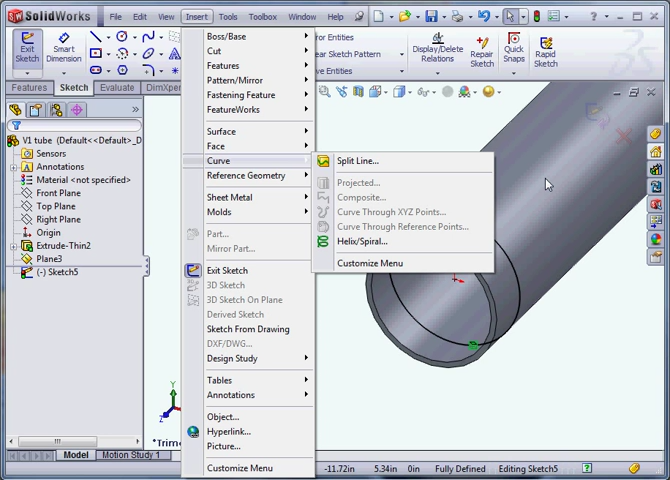 SolidWorks File Edit View Insert Tools Toolbox Window Help
Exit Sketch
Smart Dimension
irror Entities
ear Sketch Pattern
ve Entities
Display/Delete Relations
Repair Sketch
Quick Snaps
Rapid Sketch
Features Sketch Evaluate DimXper
V1 tube (Default<<Default>_D
Sensors
Annotations
Material <not specified>
Front Plane
Top Plane
Right Plane
Origin
Extrude-Thin2
Plane3
(-) Sketch5
Boss/Base
Cut
Features
Pattern/Mirror
Fastening Feature
FeatureWorks
Surface
Face
Curve
Reference Geometry
Sheet Metal
Molds
Part...
Mirror Part...
Exit Sketch
3D Sketch
3D Sketch On Plane
Derived Sketch
Sketch From Drawing
DXF/DWG...
Design Study
Tables
Annotations
Object...
Hyperlink...
Picture...
Customize Menu
Split Line...
Projected...
Composite...
Curve Through XYZ Points...
Curve Through Reference Points...
Helix/Spiral...
Customize Menu
Y
X
Z
*Trime
Model Motion Study 1
-11.72in 5.34in 0in Fully Defined Editing Sketch5